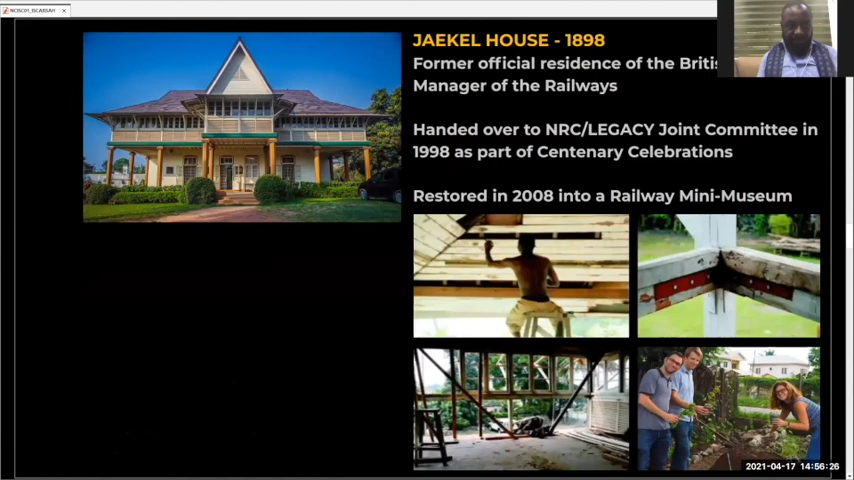 JAEKEL HOUSE - 1898
Former official residence of the
Manager of the Railways
Handed over to NRC/LEGACY Joint Committee in
1998 as part of Centenary Celebrations
Restored in 2008 into a Railway Mini-Museum
2021-04-17 14:56:26